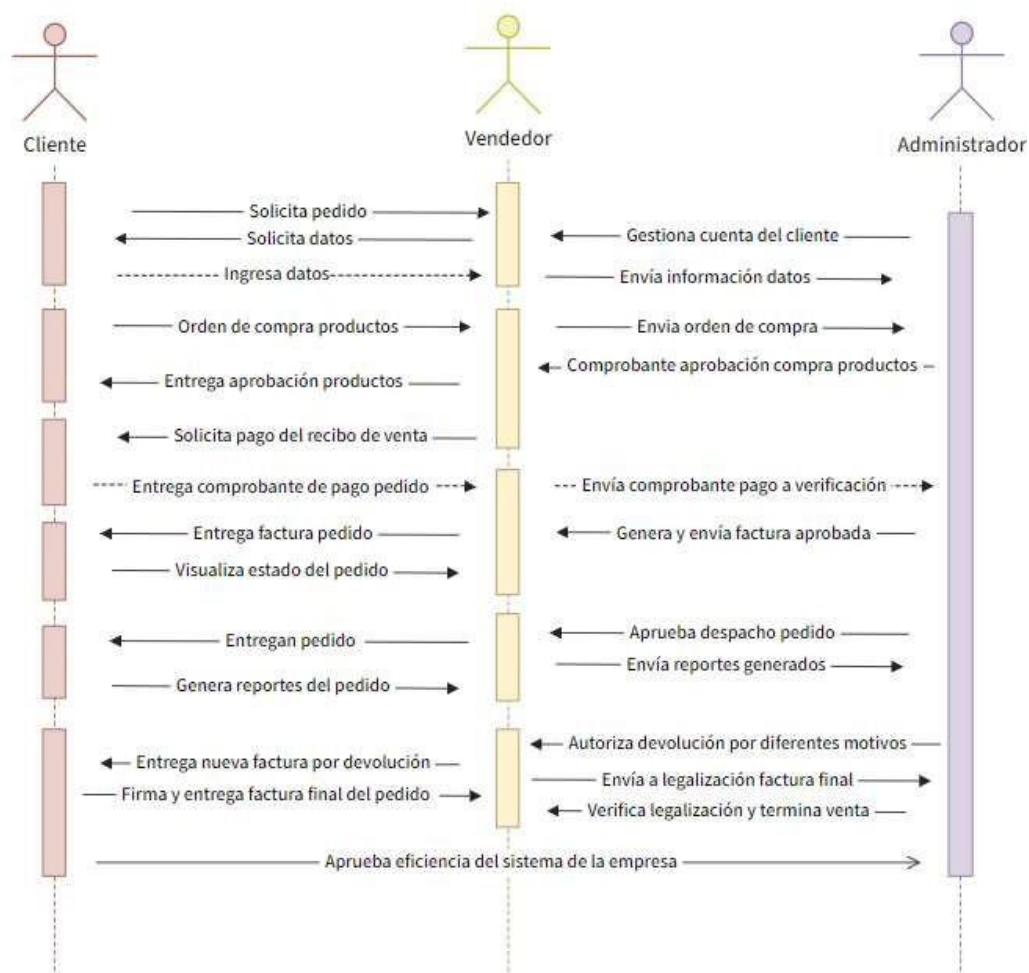 Cliente
Vendedor
Administrador
Solicita pedido
Solicita datos
Gestiona cuenta del cliente
Ingresa datos
Envía información datos
Orden de compra productos
Envia orden de compra
Comprobante aprobación compra productos
Entrega aprobación productos
Solicita pago del recibo de venta
Entrega comprobante de pago pedido
Envía comprobante pago a verificación
Entrega factura pedido
Genera y envía factura aprobada
Visualiza estado del pedido
Entregan pedido
Aprueba despacho pedido
Envía reportes generados
Genera reportes del pedido
Autoriza devolución por diferentes motivos
Entrega nueva factura por devolución
Envía a legalización factura final
Firma y entrega factura final del pedido
Verifica legalización y termina venta
Aprueba eficiencia del sistema de la empresa